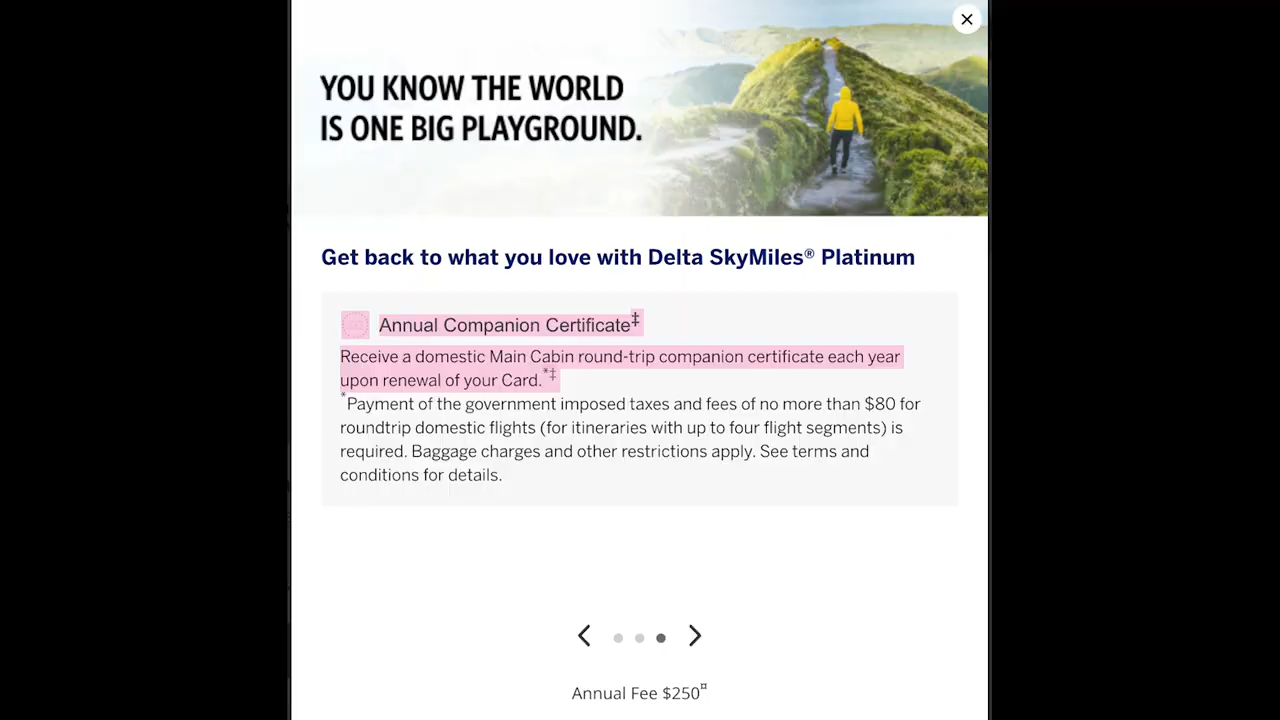 YOU KNOW THE WORLD
IS ONE BIG PLAYGROUND.
Get back to what you love with Delta SkyMiles® Platinum
Annual Companion Certificate‡
Receive a domestic Main Cabin round-trip companion certificate each year
upon renewal of your Card.*‡
*Payment of the government imposed taxes and fees of no more than $80 for
roundtrip domestic flights (for itineraries with up to four flight segments) is
required. Baggage charges and other restrictions apply. See terms and
conditions for details.
Annual Fee $250¤